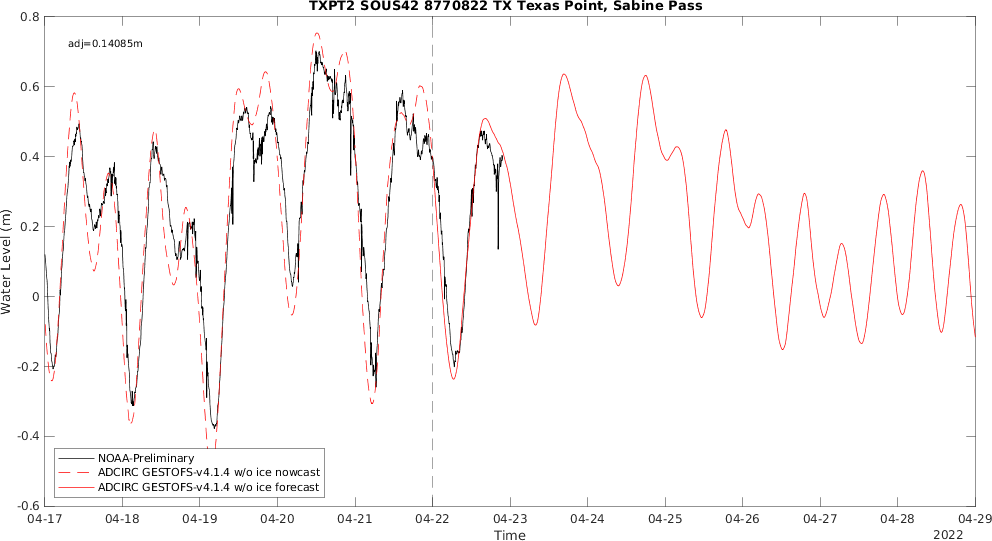 TXPT2 SOUS42 8770822 TX Texas Point, Sabine Pass
adj=0.14085m
0.8
0.6
0.4
0.2
0
-0.2
-0.4
-0.6
Water Level (m)
NOAA-Preliminary
ADCIRC GESTOFS-v4.1.4 w/o ice nowcast
ADCIRC GESTOFS-v4.1.4 w/o ice forecast
04-17 04-18 04-19 04-20 04-21 04-22 04-23 04-24 04-25 04-26 04-27 04-28 04-29
Time
2022